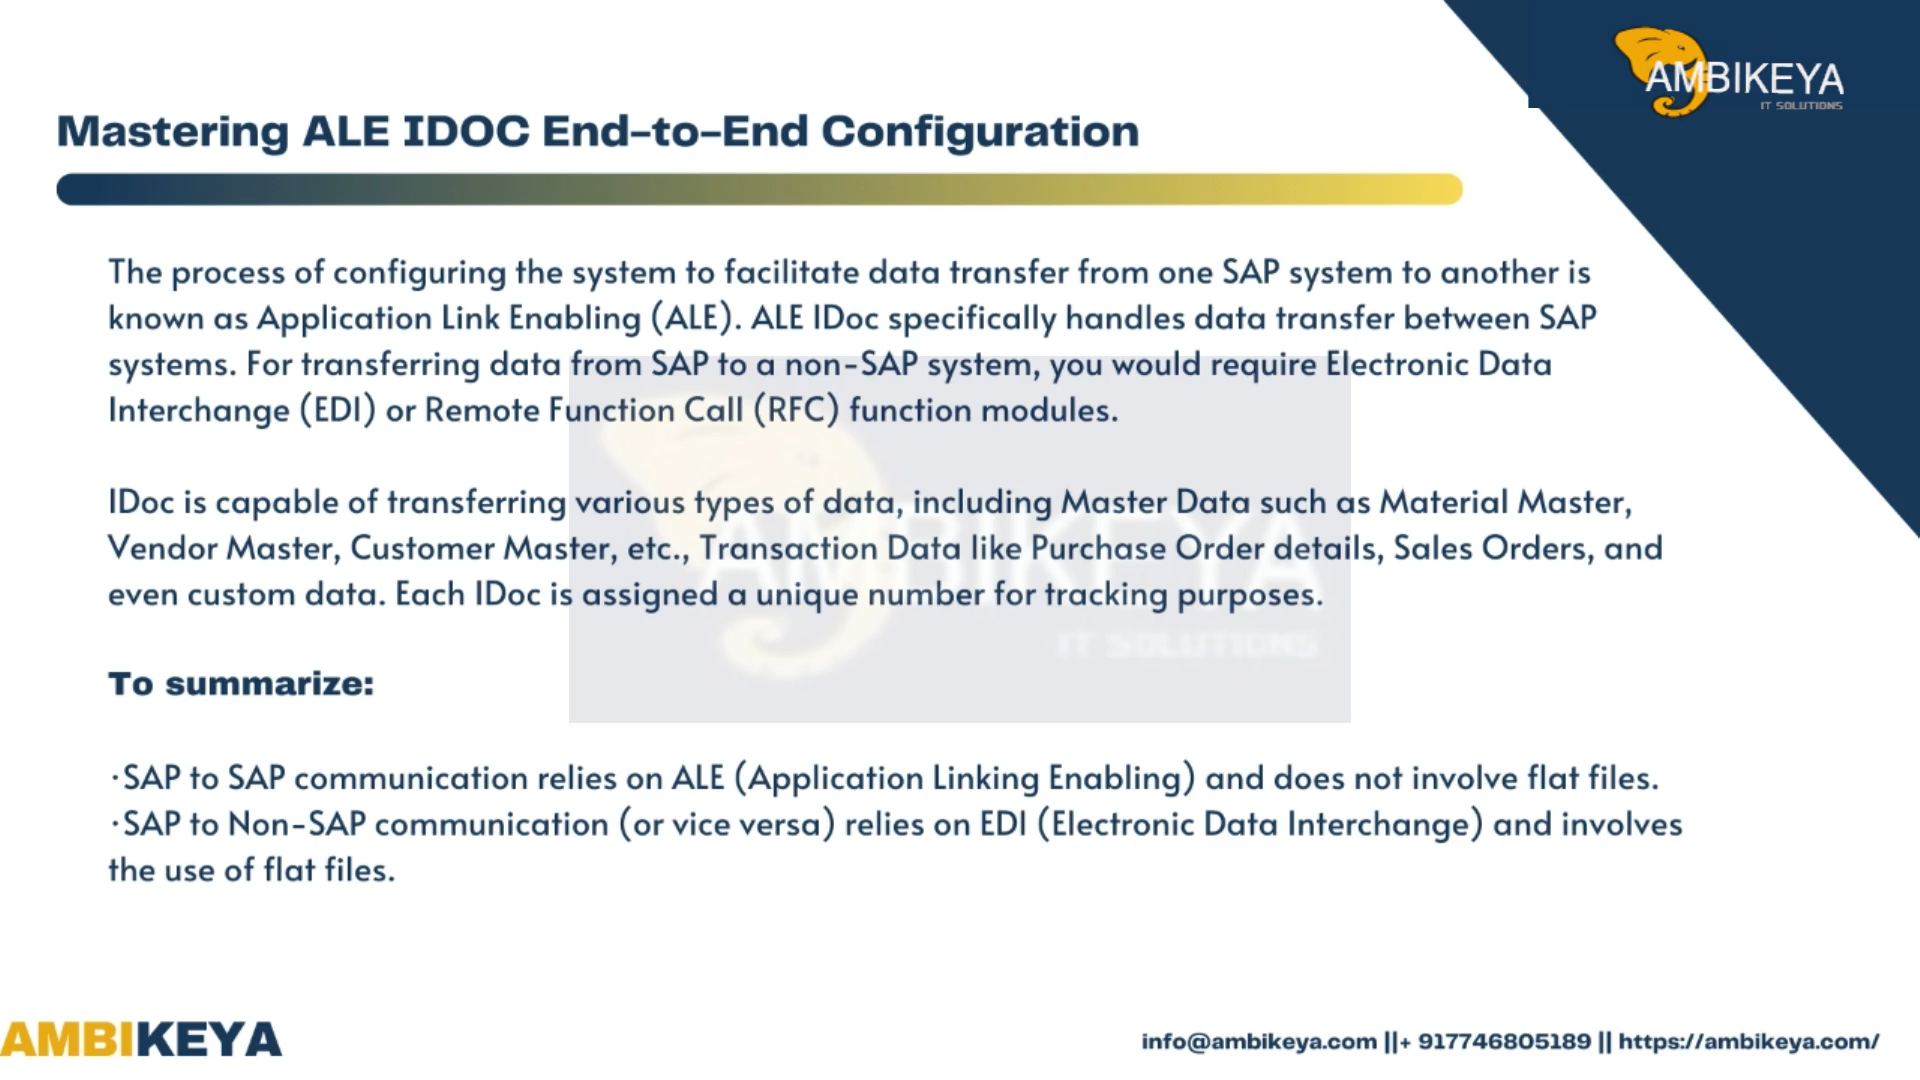 AMBIKEYA
IT SOLUTIONS
Mastering ALE IDOC End-to-End Configuration
The process of configuring the system to facilitate data transfer from one SAP system to another is
known as Application Link Enabling (ALE). ALE IDoc specifically handles data transfer between SAP
systems. For transferring data from SAP to a non-SAP system, you would require Electronic Data
Interchange (EDI) or Remote Function Call (RFC) function modules.
IDoc is capable of transferring various types of data, including Master Data such as Material Master,
Vendor Master, Customer Master, etc., Transaction Data like Purchase Order details, Sales Orders, and
even custom data. Each IDoc is assigned a unique number for tracking purposes.
AMBIKEYA
IT SOLUTIONS
To summarize:
·SAP to SAP communication relies on ALE (Application Linking Enabling) and does not involve flat files.
·SAP to Non-SAP communication (or vice versa) relies on EDI (Electronic Data Interchange) and involves
the use of flat files.
AMBIKEYA
info@ambikeya.com ||+ 917746805189 || https://ambikeya.com/